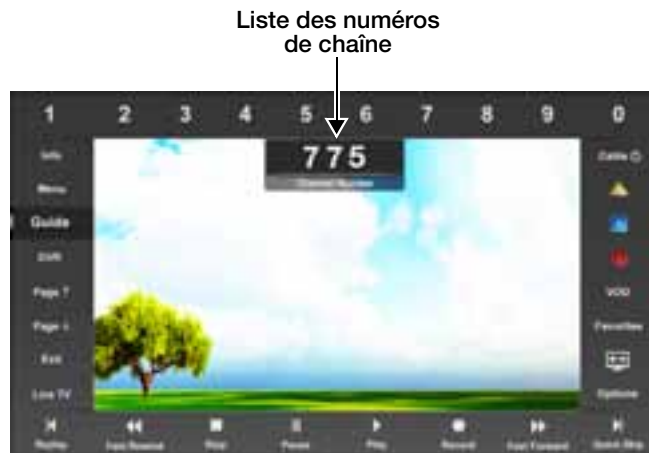 Liste des numéros
de chaîne
1 2 3 4 5 6 7 8 9 0
775
Channel Number
Info
Menu
Guide
DVR
Page ↑
Page ↓
Exit
Live TV
Cable
VOD
Favorites
Options
Replay Fast Rewind Stop Pause Play Record Fast Forward Quick Skip